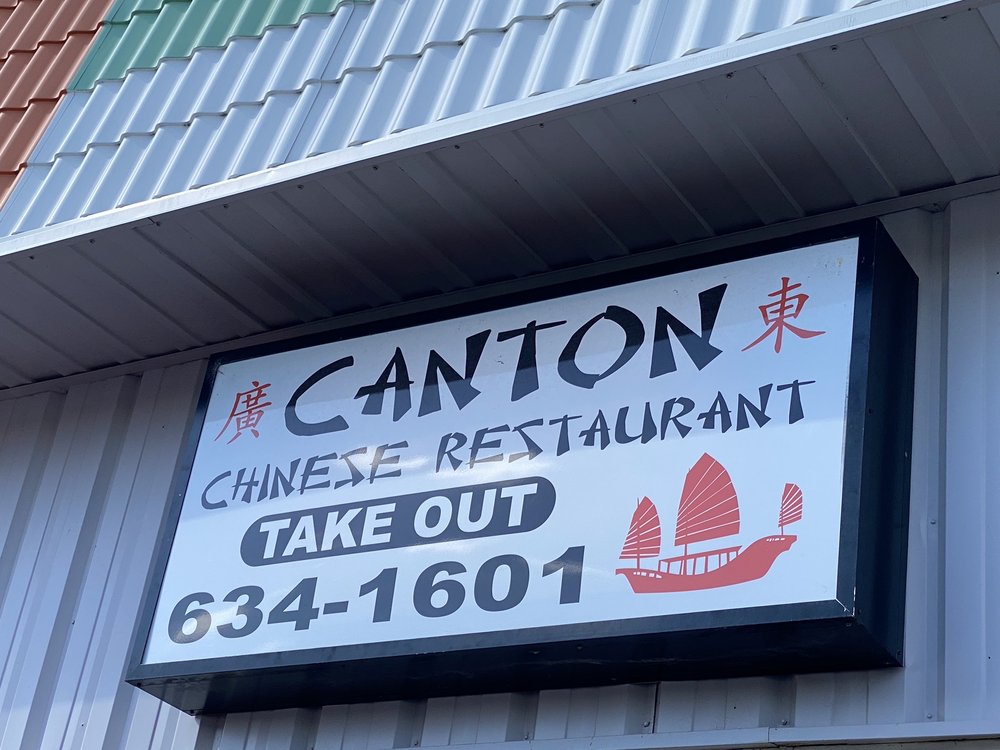 廣 CANTON 東
CHINESE RESTAURANT
TAKE OUT
634-1601